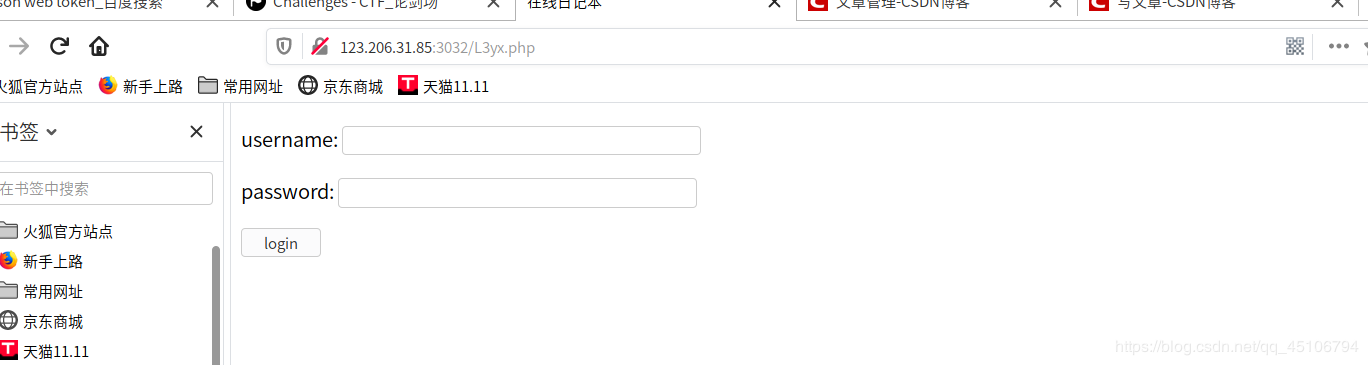 son web token_百度搜索
Challenges - CTF_论剑场
在线日记本
文章管理-CSDN博客
写文章-CSDN博客
123.206.31.85:3032/L3yx.php
火狐官方站点 新手上路 常用网址 京东商城 天猫11.11
书签
在书签中搜索
火狐官方站点
新手上路
常用网址
京东商城
天猫11.11
username:
password:
login
https://blog.csdn.net/qq_45106794